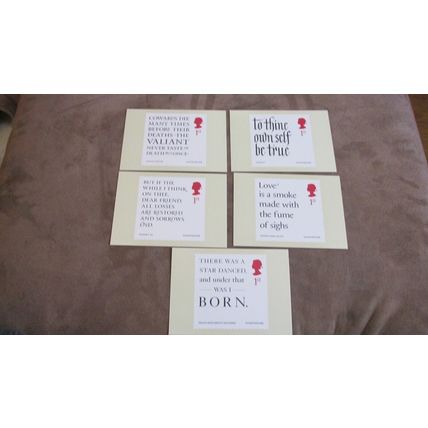 COWARDS DIE
MANY TIMES
BEFORE THEIR
DEATHS·THE
VALIANT
NEVER TASTE OF
DEATH BUT ONCE·
1st
to thine
own self
be true
1st
BUT IF THE
WHILE I THINK
ON THEE,
DEAR FRIEND,
ALL LOSSES
ARE RESTORED
AND SORROWS
END.
1st
Love
is a smoke
made with
the fume
of sighs
1st
THERE WAS A
STAR DANCED,
and under that
WAS I
BORN.
1st